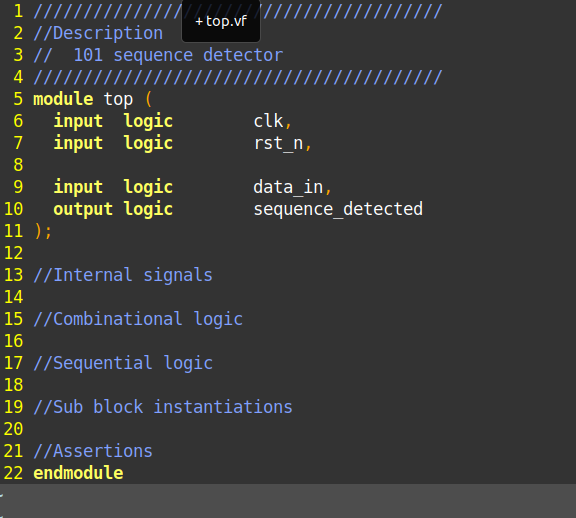 1 /////////////////////////////////////////
+ top.vf
2 //Description
3 //  101 sequence detector
4 /////////////////////////////////////////
5 module top (
6   input  logic        clk,
7   input  logic        rst_n,
8
9   input  logic        data_in,
10   output logic        sequence_detected
11 );
12
13 //Internal signals
14
15 //Combinational logic
16
17 //Sequential logic
18
19 //Sub block instantiations
20
21 //Assertions
22 endmodule